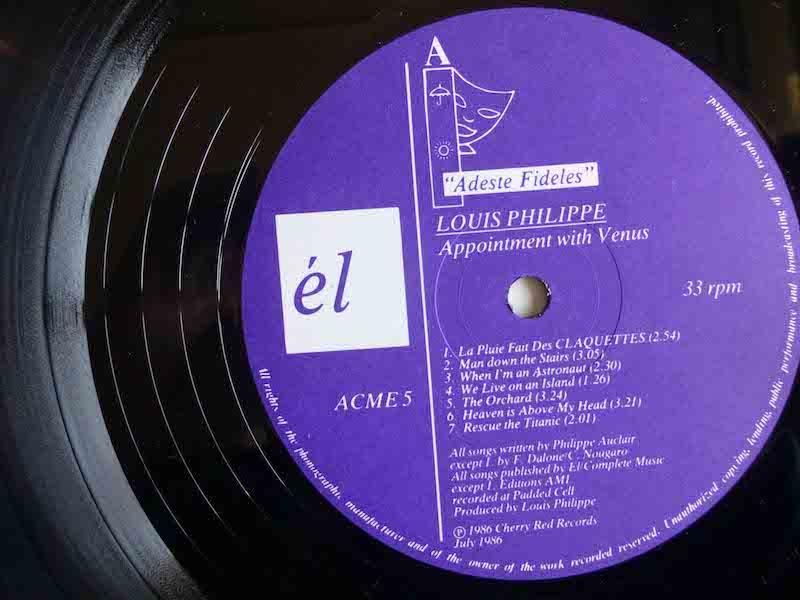 A
"Adeste Fideles"
LOUIS PHILIPPE
Appointment with Venus
él
33 rpm
ACME 5
1. La Pluie Fait Des CLAQUETTES (2.54)
2. Man down the Stairs (3.05)
3. When I'm an Astronaut (2.30)
4. We Live on an Island (1.26)
5. The Orchard (3.24)
6. Heaven is Above My Head (3.21)
7. Rescue the Titanic (2.01)
All songs written by Philippe Auclair
except 1. by F. Dalone/C. Nougaro
All songs published by El/Complete Music
except 1. Editions AMI
recorded at Padded Cell
Produced by Louis Philippe
℗ 1986 Cherry Red Records
July 1986
All rights of the phonographic manufacturer and of the owner of the work recorded reserved. Unauthorized copying, lending, public performance and broadcasting of this record prohibited.